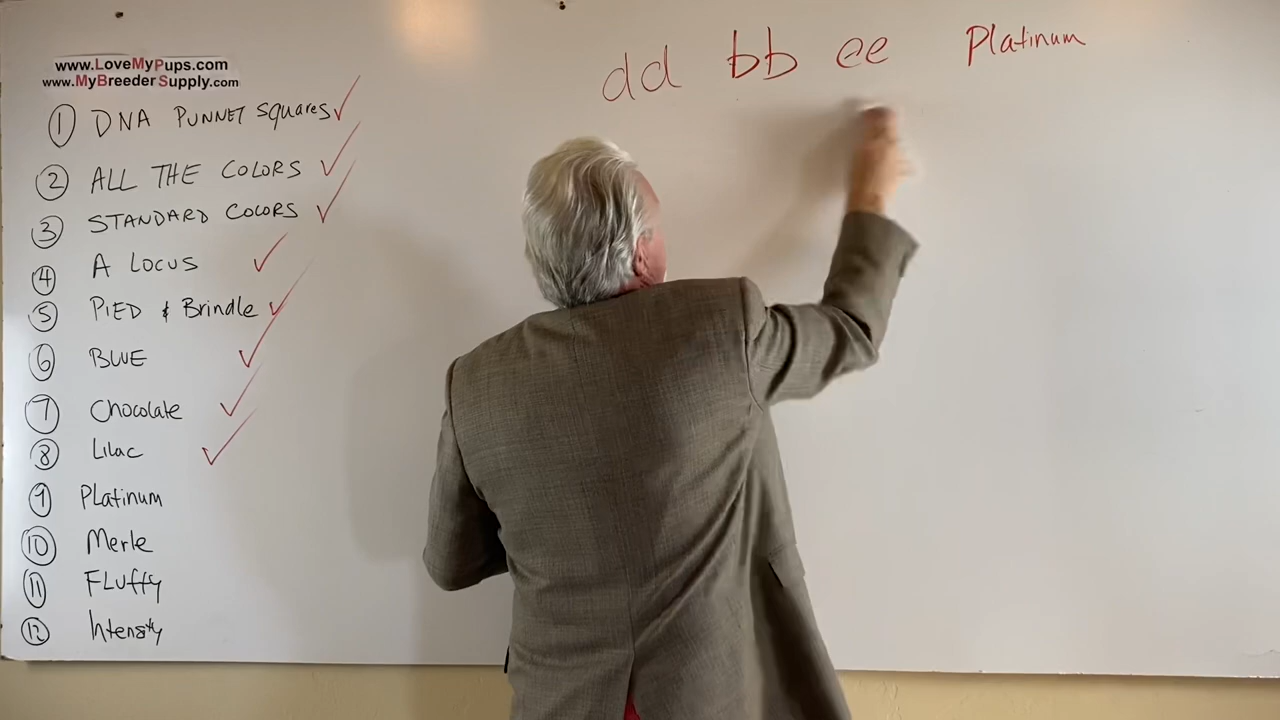 www.LoveMyPups.com
www.MyBreederSupply.com
① DNA PUNNET Squares ✓
② ALL THE COLORS ✓
③ STANDARD COLORS ✓
④ A LOCUS ✓
⑤ PIED & Brindle ✓
⑥ BLUE ✓
⑦ Chocolate ✓
⑧ Lilac ✓
⑨ Platinum
⑩ Merle
⑪ FLuffy
⑫ Intensity
dd bb ee Platinum